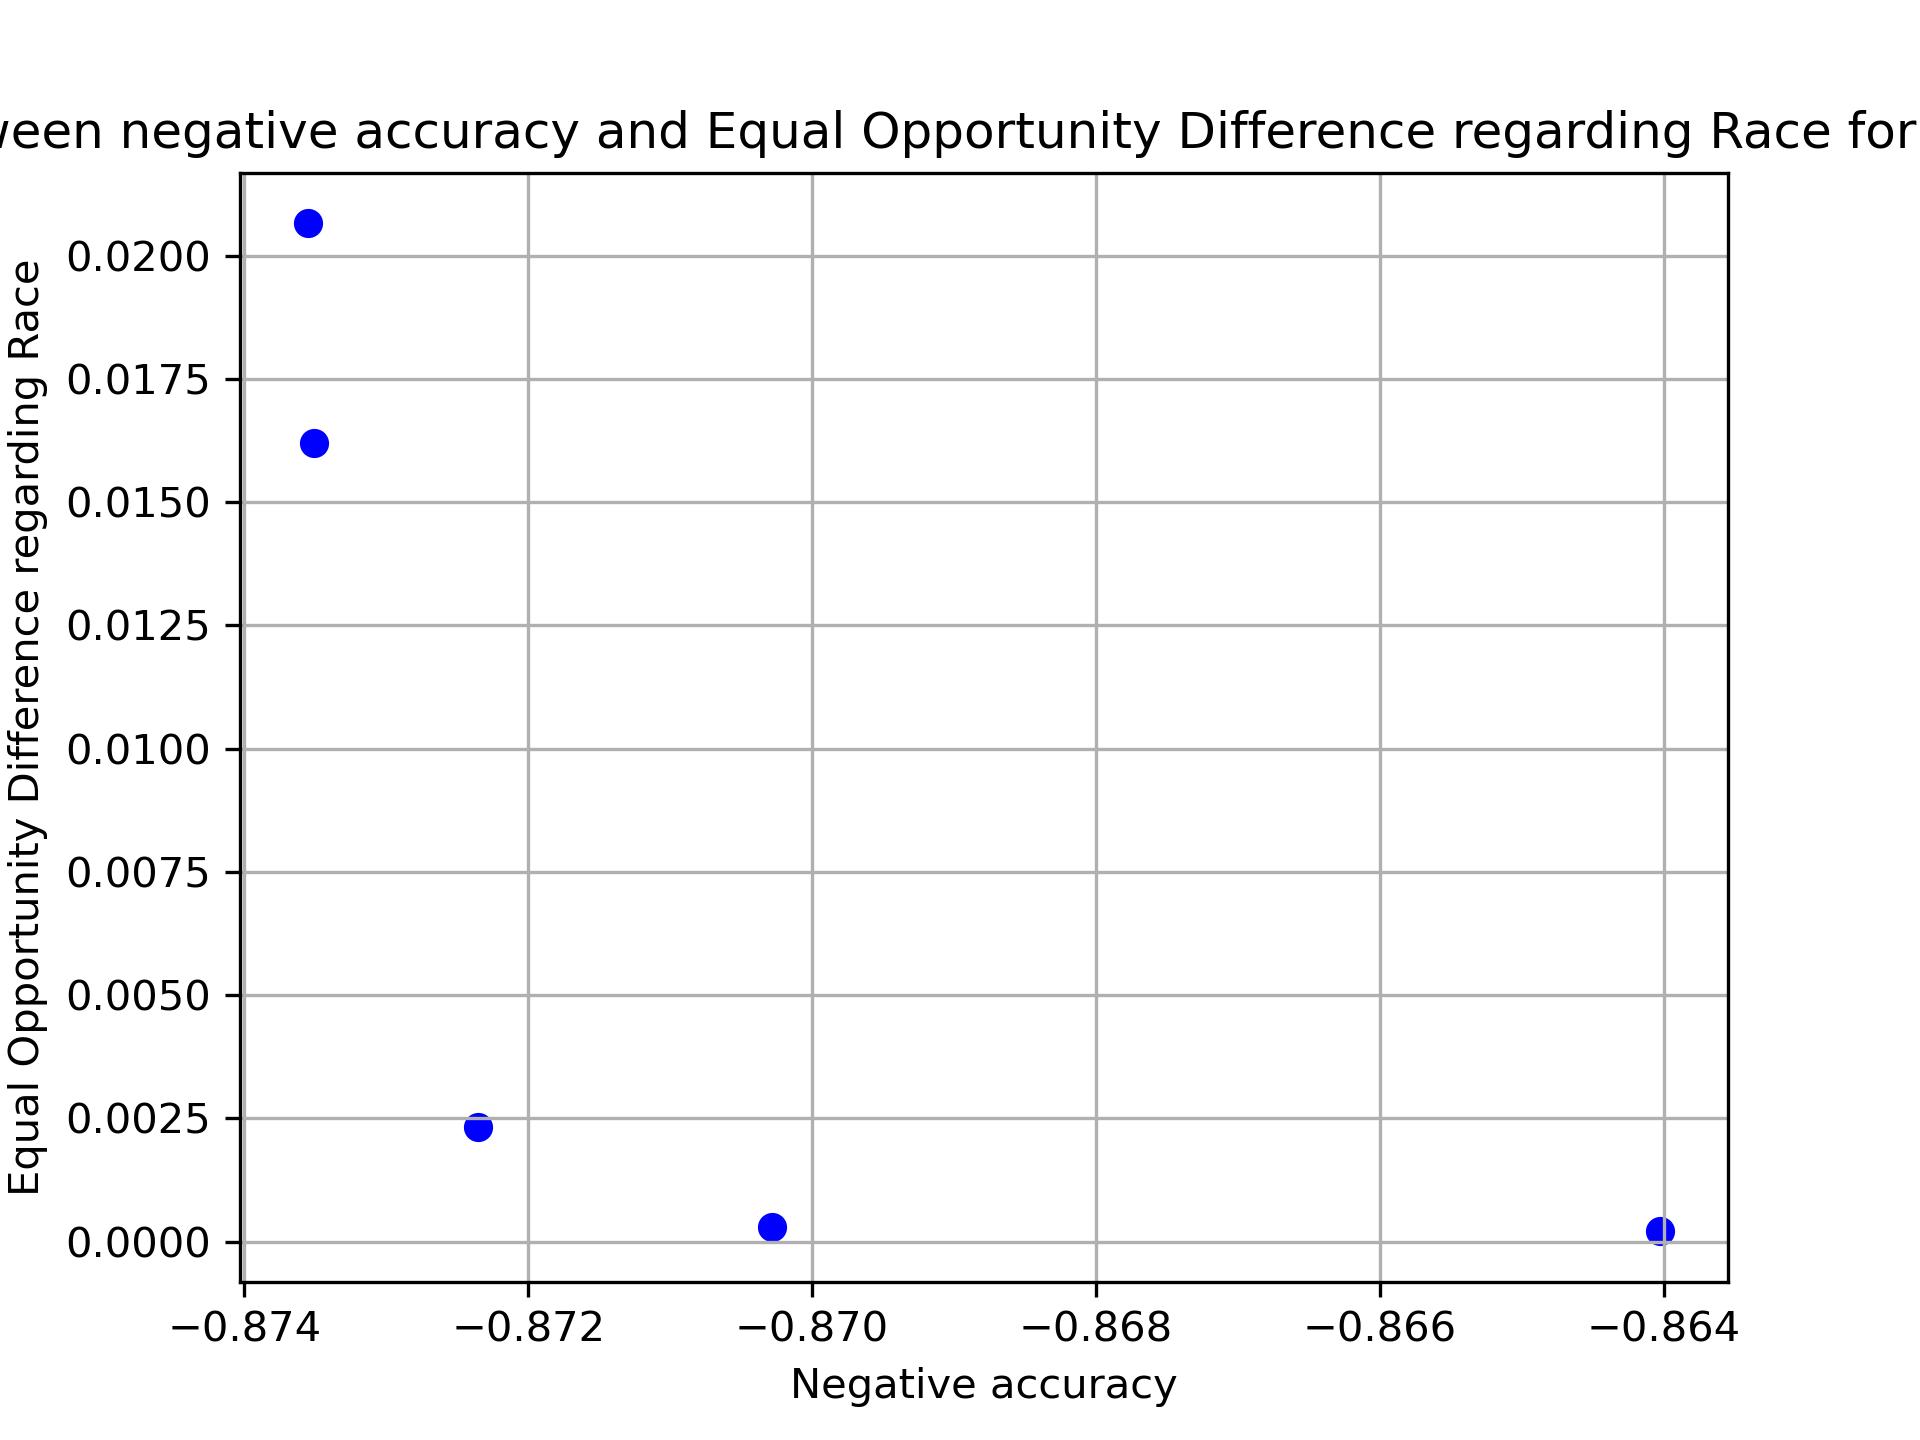 negative accuracy and Equal Opportunity Difference regarding Race for
Equal Opportunity Difference regarding Race
0.0200
0.0175
0.0150
0.0125
0.0100
0.0075
0.0050
0.0025
0.0000
−0.874 −0.872 −0.870 −0.868 −0.866 −0.864
Negative accuracy